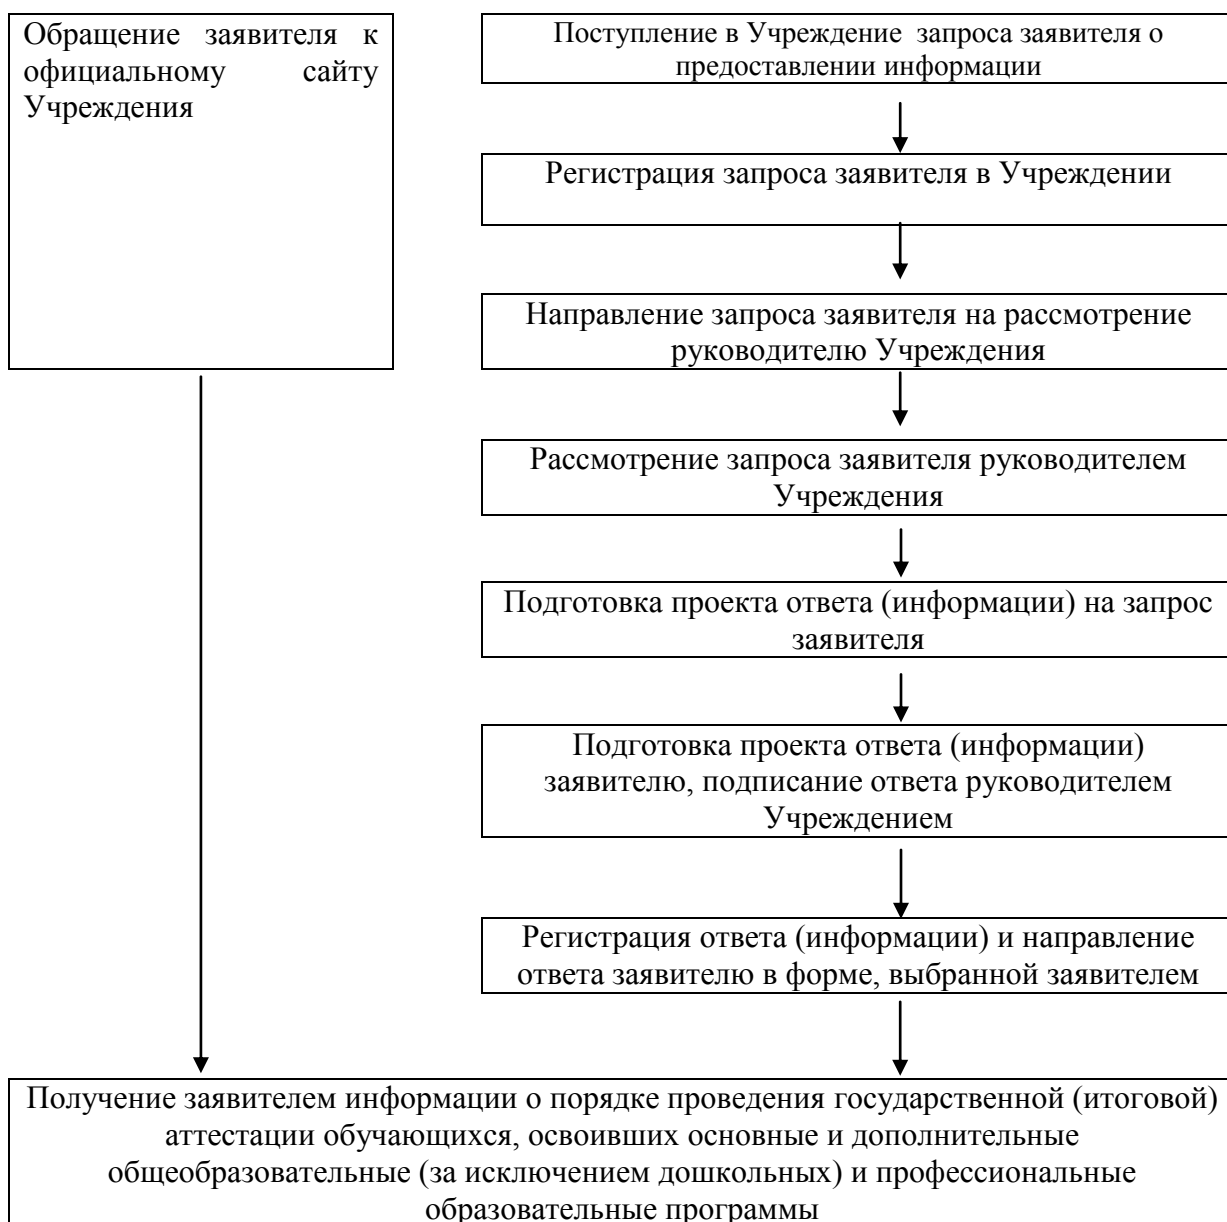 Обращение заявителя к
официальному сайту
Учреждения
Поступление в Учреждение запроса заявителя о
предоставлении информации
Регистрация запроса заявителя в Учреждении
Направление запроса заявителя на рассмотрение
руководителю Учреждения
Рассмотрение запроса заявителя руководителем
Учреждения
Подготовка проекта ответа (информации) на запрос
заявителя
Подготовка проекта ответа (информации)
заявителю, подписание ответа руководителем
Учреждением
Регистрация ответа (информации) и направление
ответа заявителю в форме, выбранной заявителем
Получение заявителем информации о порядке проведения государственной (итоговой)
аттестации обучающихся, освоивших основные и дополнительные
общеобразовательные (за исключением дошкольных) и профессиональные
образовательные программы